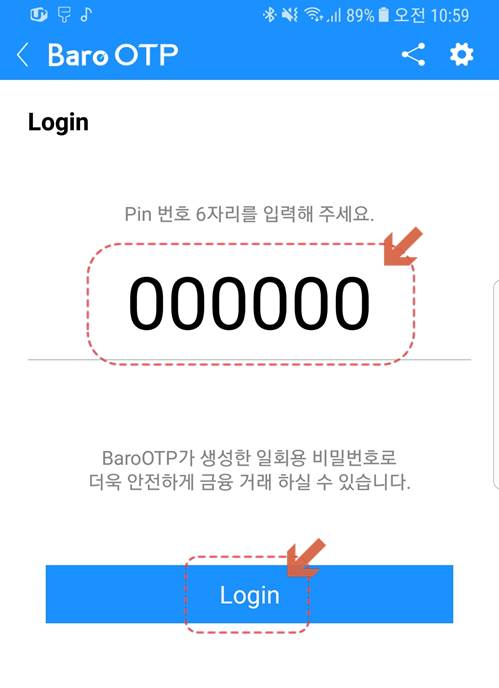 89% 오전 10:59
Baro OTP
Login
Pin 번호 6자리를 입력해 주세요.
000000
BaroOTP가 생성한 일회용 비밀번호로
더욱 안전하게 금융 거래 하실 수 있습니다.
Login